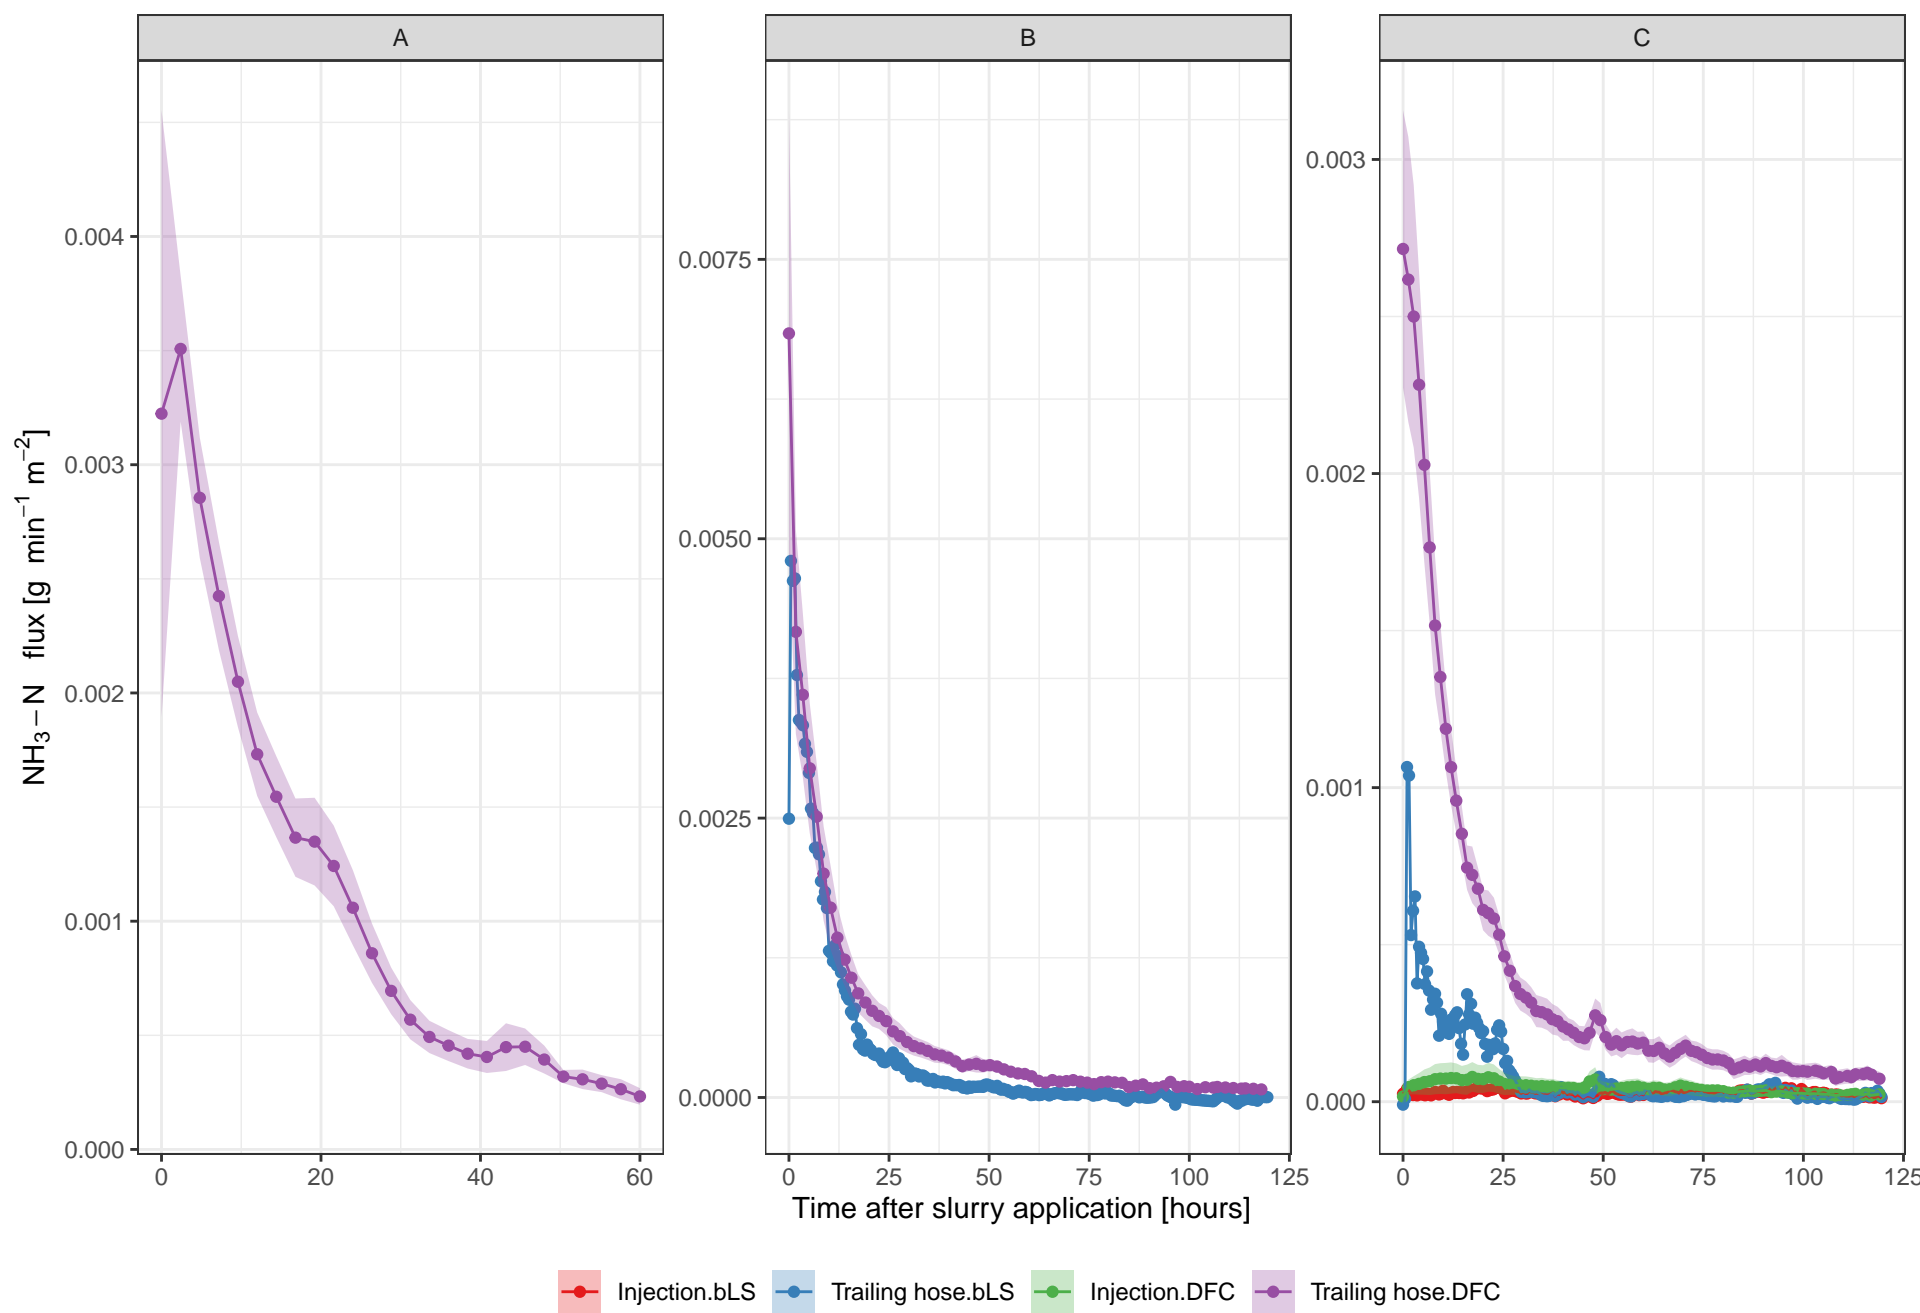 A B C
0.004
0.003
0.002
0.001
0.000
0.0075
0.0050
0.0025
0.0000
0.003
0.002
0.001
0.000
NH₃−N flux [g min⁻¹ m⁻²]
0 20 40 60
0 25 50 75 100 125
0 25 50 75 100 125
Time after slurry application [hours]
Injection.bLS Trailing hose.bLS Injection.DFC Trailing hose.DFC